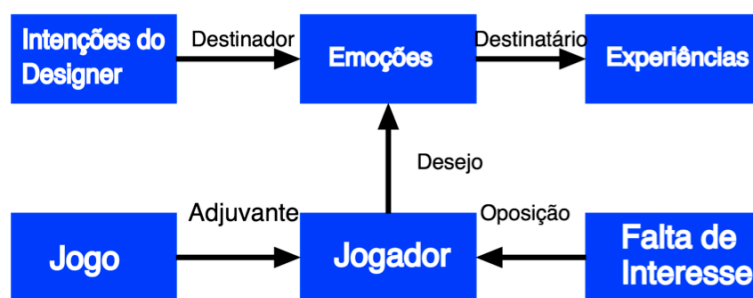 Intenções do
Designer
Destinador
Emoções
Destinatário
Experiências
Desejo
Jogo
Adjuvante
Jogador
Oposição
Falta de
Interesse